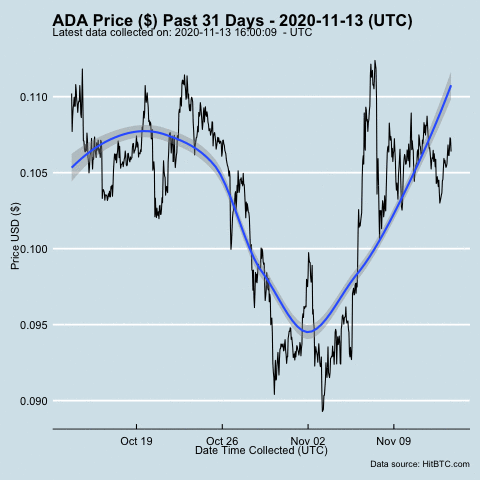 ADA Price ($) Past 31 Days - 2020-11-13 (UTC)
Latest data collected on: 2020-11-13 16:00:09  - UTC
0.110
0.105
0.100
0.095
0.090
Price USD ($)
Oct 19
Oct 26
Nov 02
Nov 09
Date Time Collected (UTC)
Data source: HitBTC.com